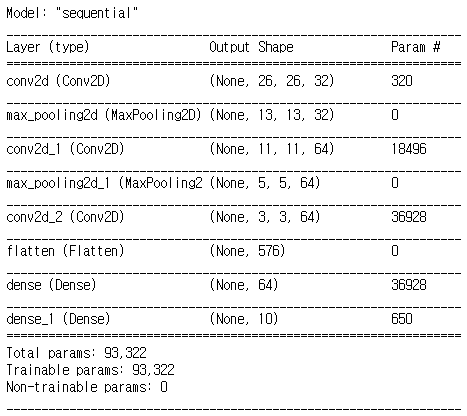 Model: "sequential"
Layer (type) Output Shape Param #
conv2d (Conv2D) (None, 26, 26, 32) 320
max_pooling2d (MaxPooling2D) (None, 13, 13, 32) 0
conv2d_1 (Conv2D) (None, 11, 11, 64) 18496
max_pooling2d_1 (MaxPooling2 (None, 5, 5, 64) 0
conv2d_2 (Conv2D) (None, 3, 3, 64) 36928
flatten (Flatten) (None, 576) 0
dense (Dense) (None, 64) 36928
dense_1 (Dense) (None, 10) 650
Total params: 93,322
Trainable params: 93,322
Non-trainable params: 0